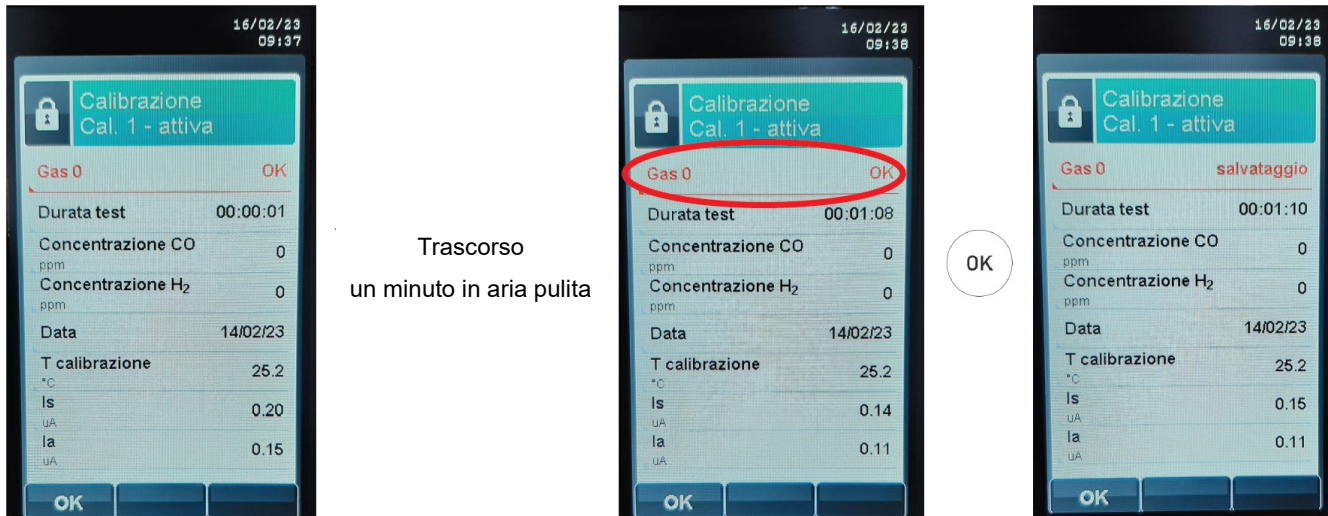 16/02/23
09:37
Calibrazione
Cal. 1 - attiva
Gas 0 OK
Durata test 00:00:01
Concentrazione CO 0
ppm
Concentrazione H₂ 0
ppm
Data 14/02/23
T calibrazione 25.2
°C
Is 0.20
uA
Ia 0.15
uA
OK
Trascorso
un minuto in aria pulita
16/02/23
09:38
Calibrazione
Cal. 1 - attiva
Gas 0 OK
Durata test 00:01:08
Concentrazione CO 0
ppm
Concentrazione H₂ 0
ppm
Data 14/02/23
T calibrazione 25.2
°C
Is 0.14
uA
Ia 0.11
uA
OK
OK
16/02/23
09:38
Calibrazione
Cal. 1 - attiva
Gas 0 salvataggio
Durata test 00:01:10
Concentrazione CO 0
ppm
Concentrazione H₂ 0
ppm
Data 14/02/23
T calibrazione 25.2
°C
Is 0.15
uA
Ia 0.11
uA
OK